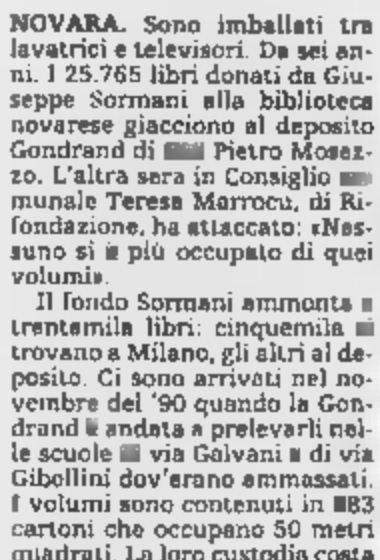 NOVARA. Sono imballati tra
lavatrici e televisori. Da sei an-
ni. I 25.765 libri donati da Giu-
seppe Sormani alla biblioteca
novarese giacciono al deposito
Gondrand di Pietro Mosez-
zo. L'altra sera in Consiglio
munale Teresa Marrocu, di Ri-
fondazione, ha attaccato: «Nes-
suno si è più occupato di quei
volumi».
Il fondo Sormani ammonta a
trentamila libri: cinquemila si
trovano a Milano, gli altri al de-
posito. Ci sono arrivati nel no-
vembre del '90 quando la Gon-
drand è andata a prelevarli nel-
le scuole via Galvani e di via
Gibellini dov'erano ammassati.
I volumi sono contenuti in
cartoni che occupano 50 metri
quadrati. La loro custodia costa